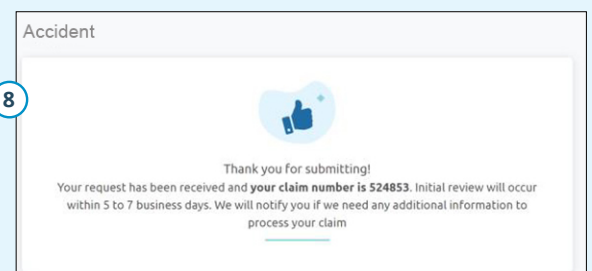 Accident
8
Thank you for submitting!
Your request has been received and your claim number is 524853. Initial review will occur
within 5 to 7 business days. We will notify you if we need any additional information to
process your claim